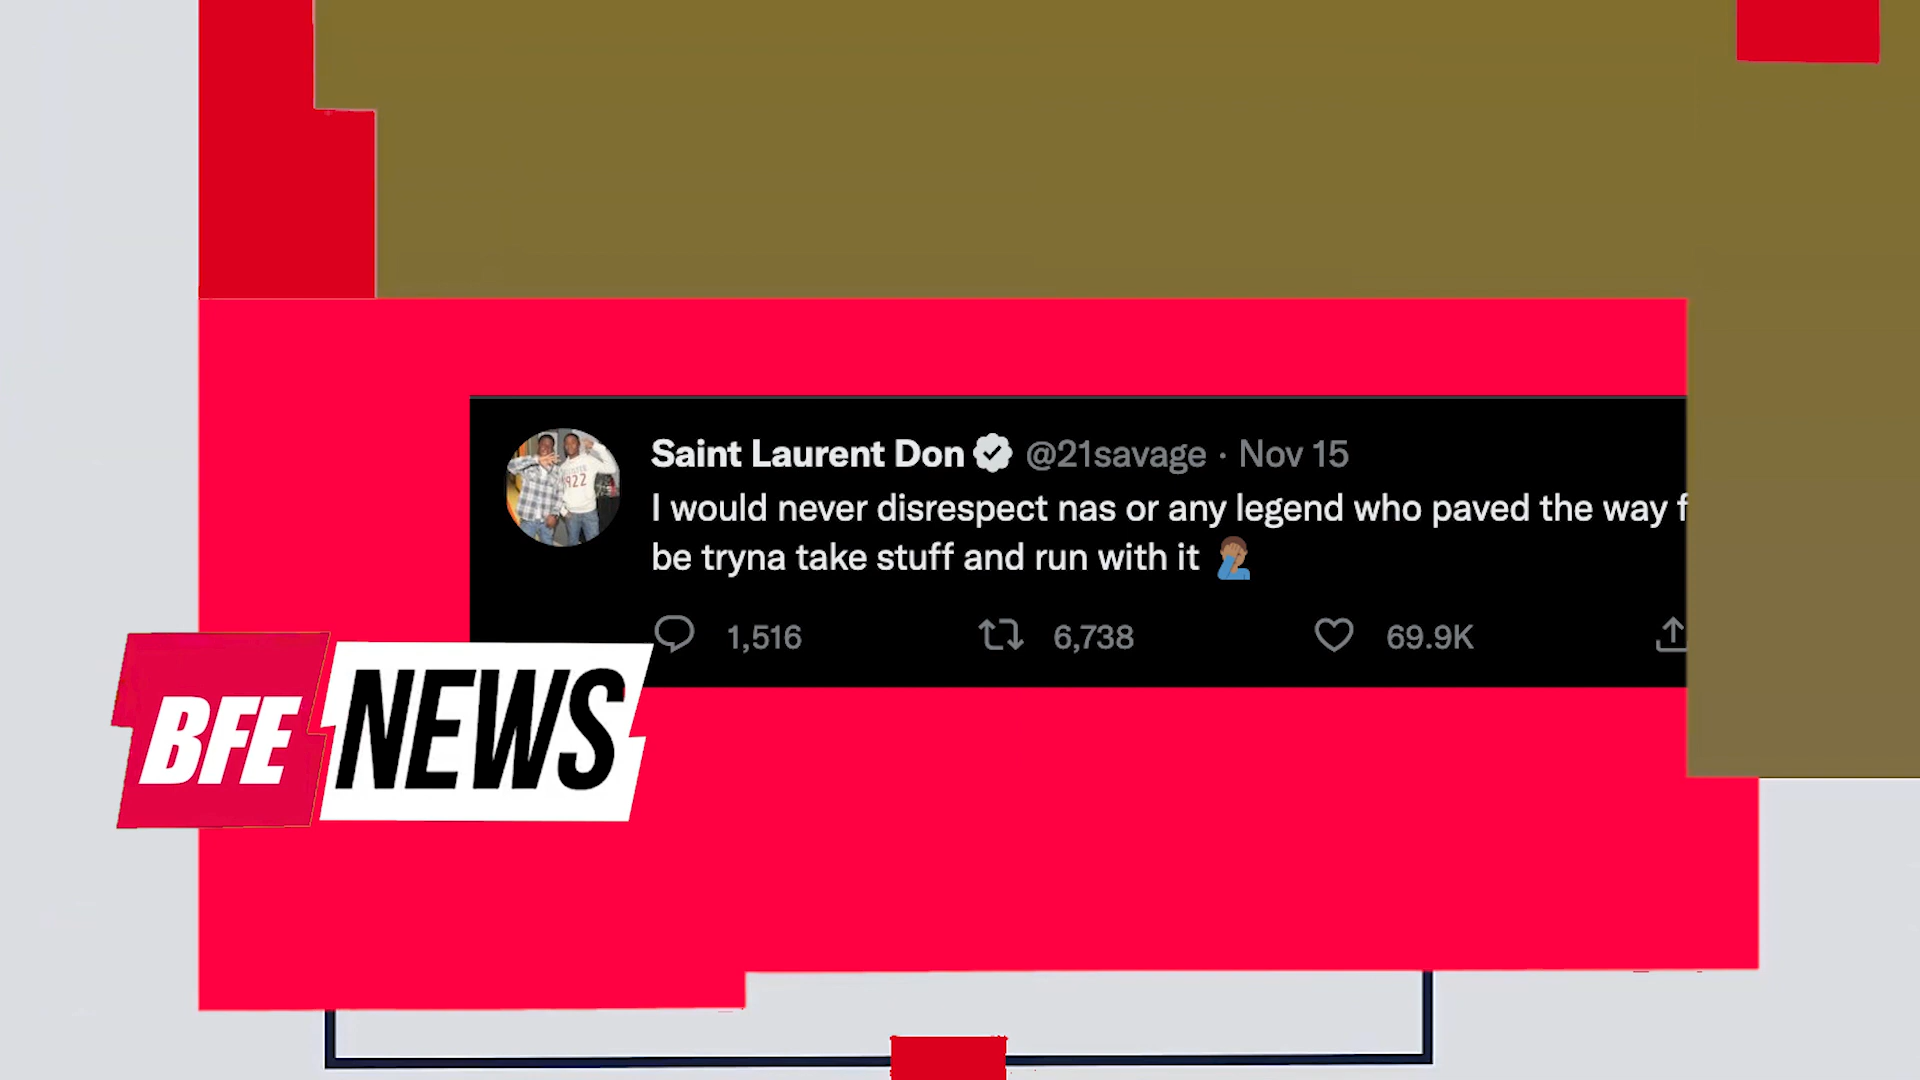 Saint Laurent Don @21savage · Nov 15
I would never disrespect nas or any legend who paved the way f
be tryna take stuff and run with it 🤦🏾‍♂️
1,516 6,738 69.9K
BFE NEWS
922